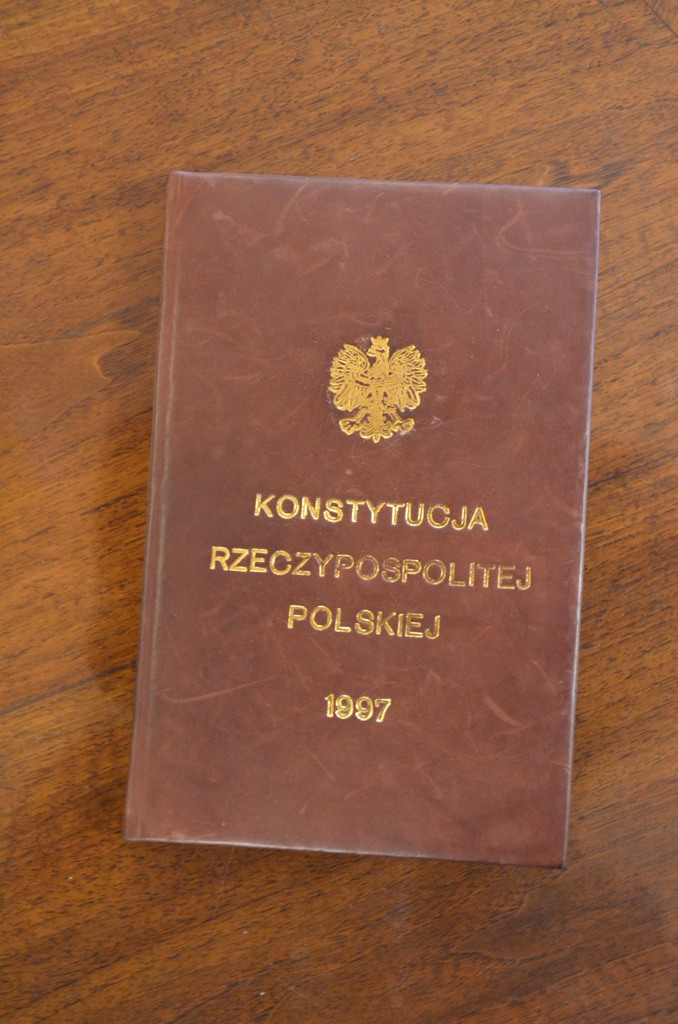 KONSTYTUCJA
RZECZYPOSPOLITEJ
POLSKIEJ
1997